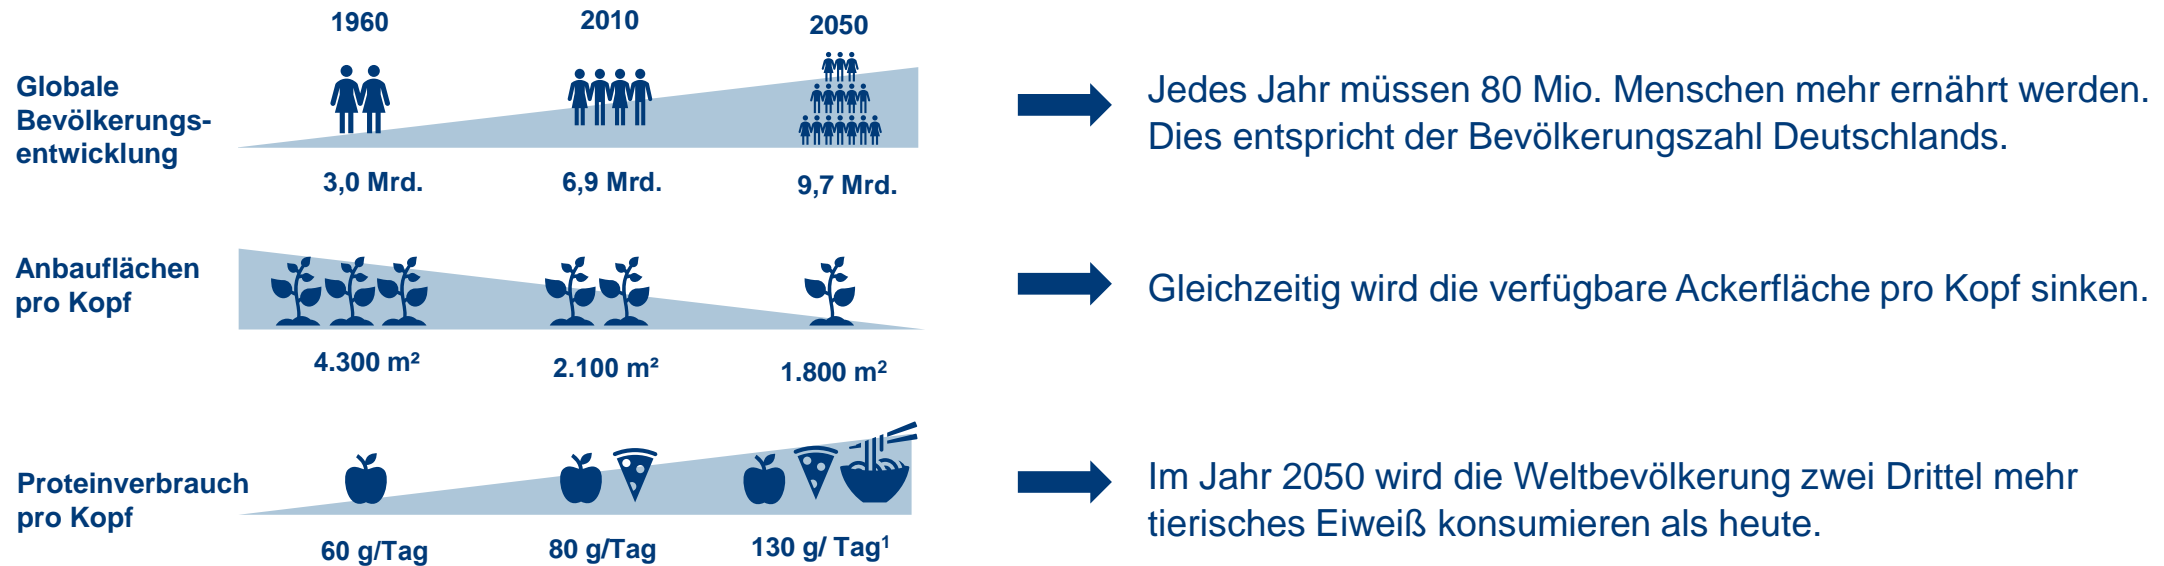 1960
2010
2050
Globale
Bevölkerungs-
entwicklung
3,0 Mrd.
6,9 Mrd.
9,7 Mrd.
Jedes Jahr müssen 80 Mio. Menschen mehr ernährt werden.
Dies entspricht der Bevölkerungszahl Deutschlands.
Anbauflächen
pro Kopf
4.300 m²
2.100 m²
1.800 m²
Gleichzeitig wird die verfügbare Ackerfläche pro Kopf sinken.
Proteinverbrauch
pro Kopf
60 g/Tag
80 g/Tag
130 g/ Tag¹
Im Jahr 2050 wird die Weltbevölkerung zwei Drittel mehr
tierisches Eiweiß konsumieren als heute.